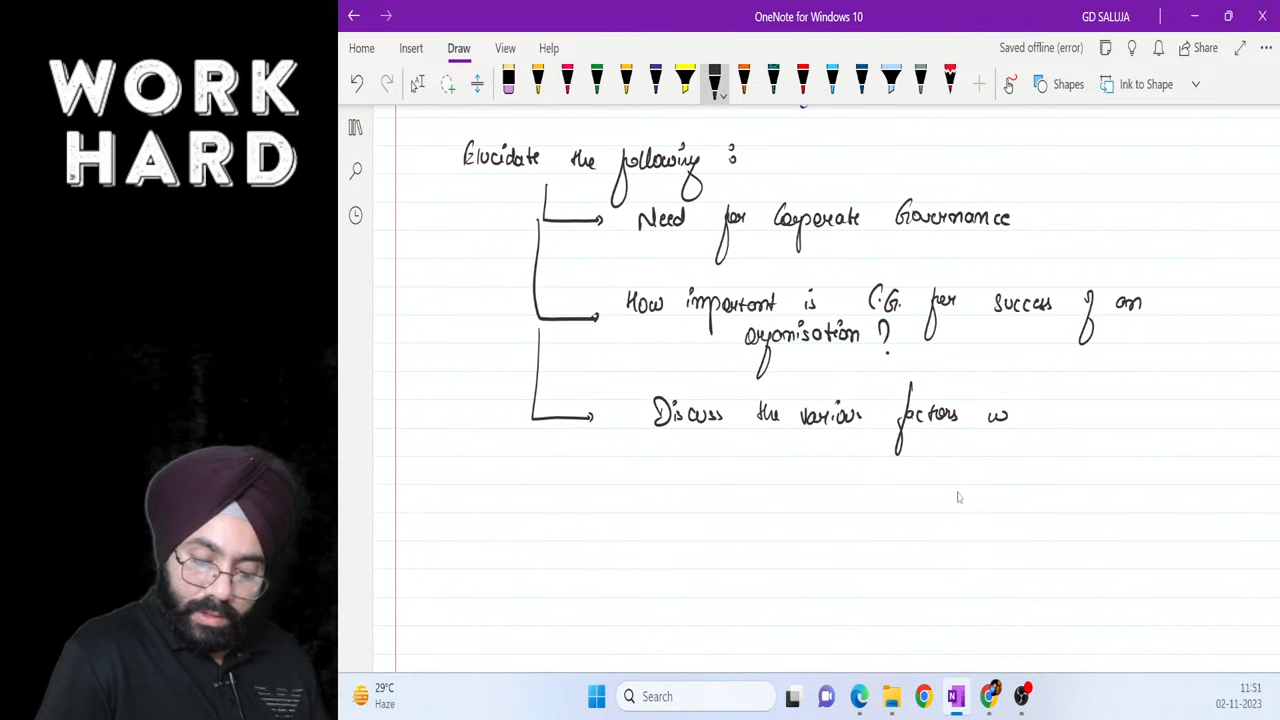 WORK
HARD
OneNote for Windows 10
GD SALUJA
Home Insert Draw View Help
Saved offline (error)
Share
Shapes
Ink to Shape
Elucidate the following :
Need for Corporate Governance
How important is C.G. for success of an
organisation ?
Discuss the various factors w
29°C
Haze
Search
11:51
02-11-2023